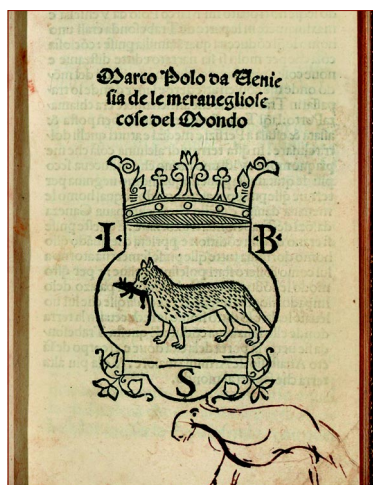 Marco Polo da Venie
sia de le merauegliose
cose del Mondo
I B
S